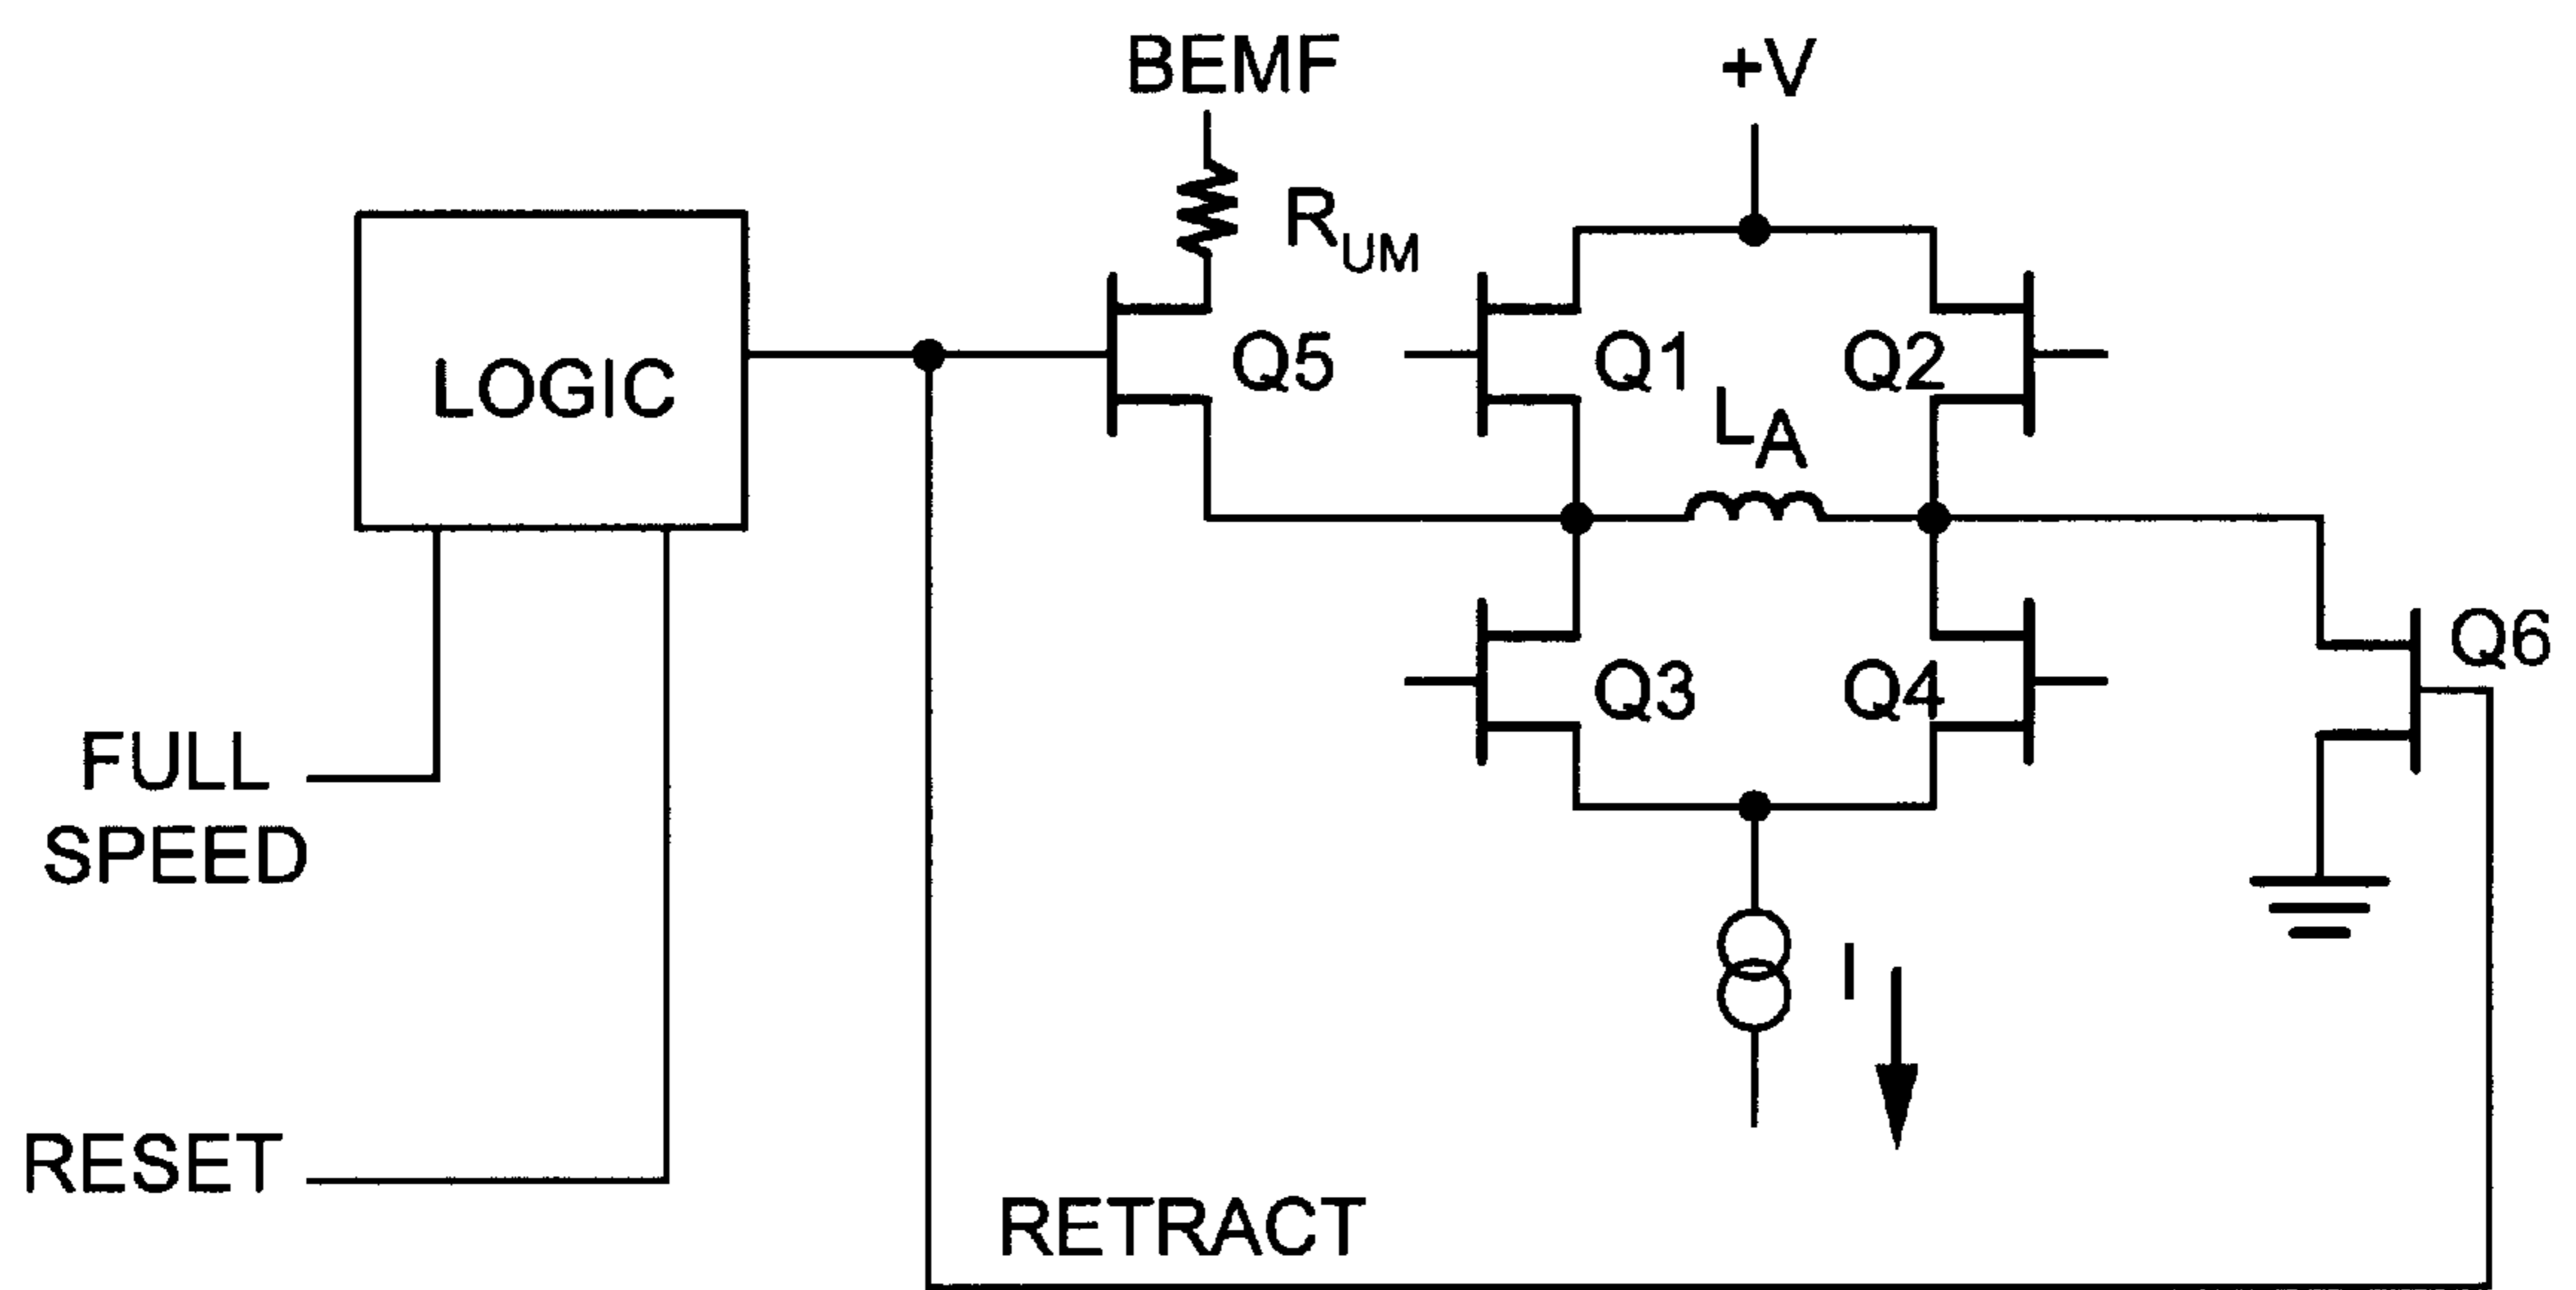 BEMF
+V
R_UM
LOGIC
Q5
Q1
Q2
L_A
Q3
Q4
Q6
FULL
SPEED
I
RESET
RETRACT